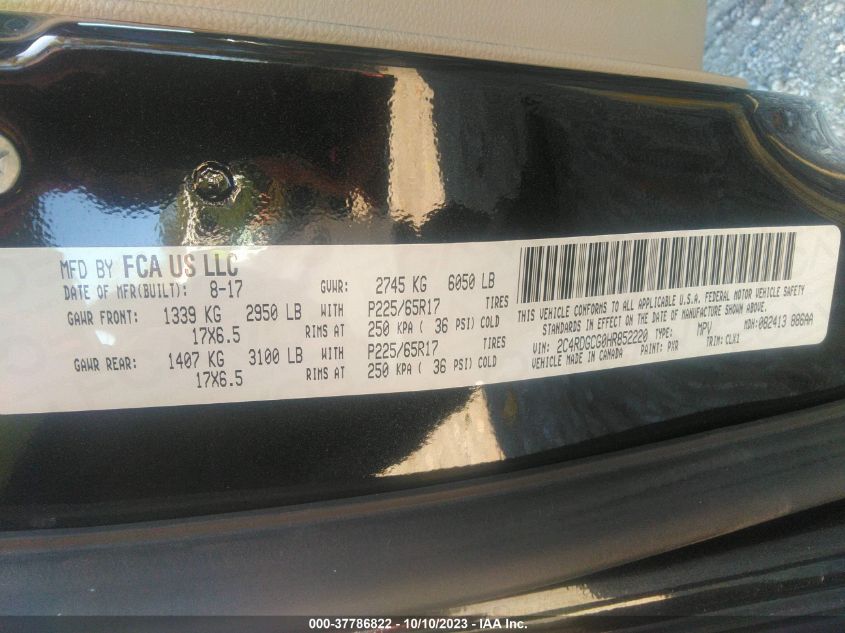 MFD BY FCA US LLC
DATE OF MFR(BUILT): 8-17 GVWR: 2745 KG 6050 LB
GAWR FRONT: 1339 KG 2950 LB WITH P225/65R17 TIRES
17X6.5 RIMS AT 250 KPA ( 36 PSI) COLD
GAWR REAR: 1407 KG 3100 LB WITH P225/65R17 TIRES
17X6.5 RIMS AT 250 KPA ( 36 PSI) COLD
THIS VEHICLE CONFORMS TO ALL APPLICABLE U.S.A. FEDERAL MOTOR VEHICLE SAFETY
STANDARDS IN EFFECT ON THE DATE OF MANUFACTURE SHOWN ABOVE.
VIN: 2C4RDGCG0HR852220 MPV MDH: 082413 888AA
VEHICLE MADE IN CANADA PAINT: PXR TRIM: CLX1
000-37786822 - 10/10/2023 - IAA Inc.